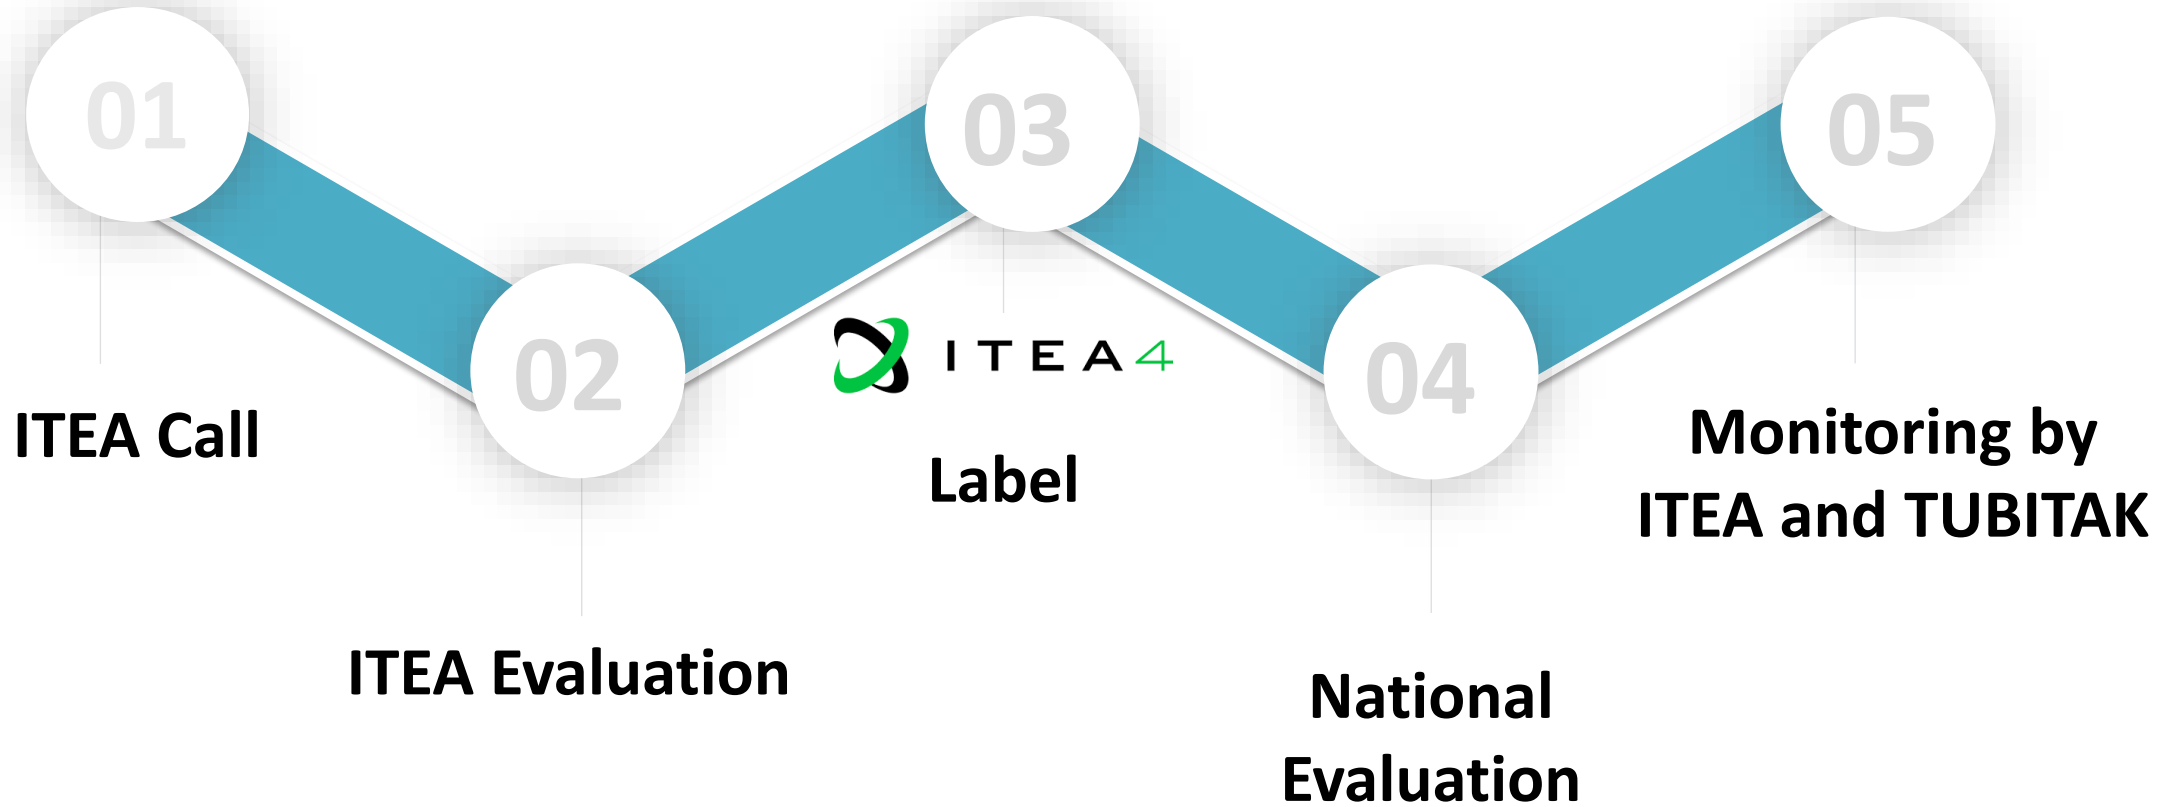 01
ITEA Call
02
ITEA Evaluation
03
ITEA4
Label
04
National
Evaluation
05
Monitoring by
ITEA and TUBITAK